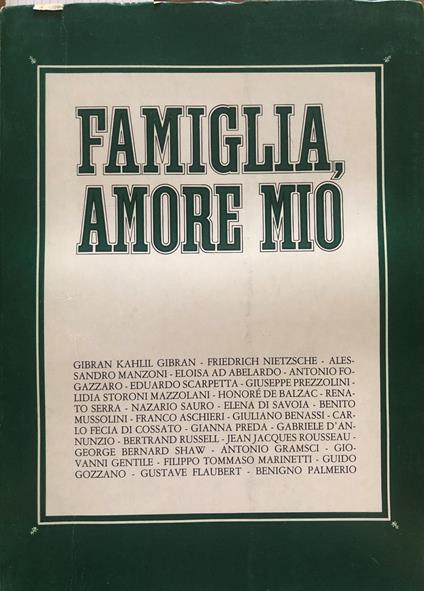 FAMIGLIA,
AMORE MIO
GIBRAN KAHLIL GIBRAN - FRIEDRICH NIETZSCHE - ALES-
SANDRO MANZONI - ELOISA AD ABELARDO - ANTONIO FO-
GAZZARO - EDUARDO SCARPETTA - GIUSEPPE PREZZOLINI -
LIDIA STORONI MAZZOLANI - HONORÉ DE BALZAC - RENA-
TO SERRA - NAZARIO SAURO - ELENA DI SAVOIA - BENITO
MUSSOLINI - FRANCO ASCHIERI - GIULIANO BENASSI - CAR-
LO FECIA DI COSSATO - GIANNA PREDA - GABRIELE D'AN-
NUNZIO - BERTRAND RUSSELL - JEAN JACQUES ROUSSEAU -
GEORGE BERNARD SHAW - ANTONIO GRAMSCI - GIO-
VANNI GENTILE - FILIPPO TOMMASO MARINETTI - GUIDO
GOZZANO - GUSTAVE FLAUBERT - BENIGNO PALMERIO